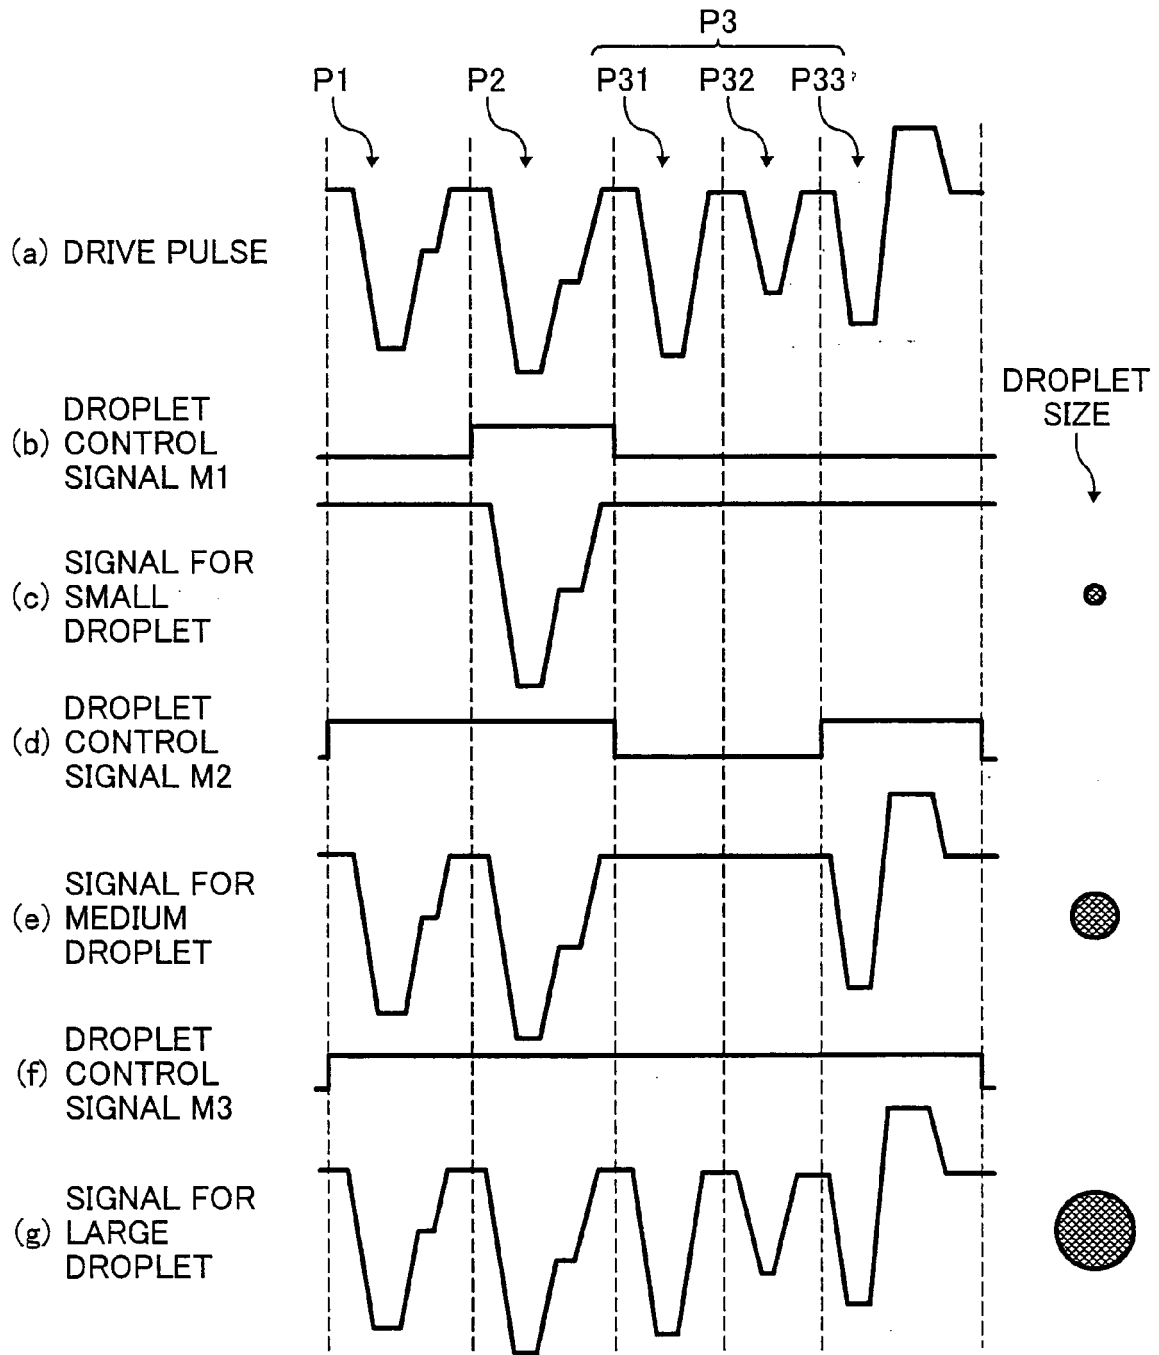 P3
P1
P2
P31
P32
P33
(a) DRIVE PULSE
DROPLET
SIZE
DROPLET
(b) CONTROL
SIGNAL M1
SIGNAL FOR
(c) SMALL
DROPLET
DROPLET
(d) CONTROL
SIGNAL M2
SIGNAL FOR
(e) MEDIUM
DROPLET
DROPLET
(f) CONTROL
SIGNAL M3
SIGNAL FOR
(g) LARGE
DROPLET